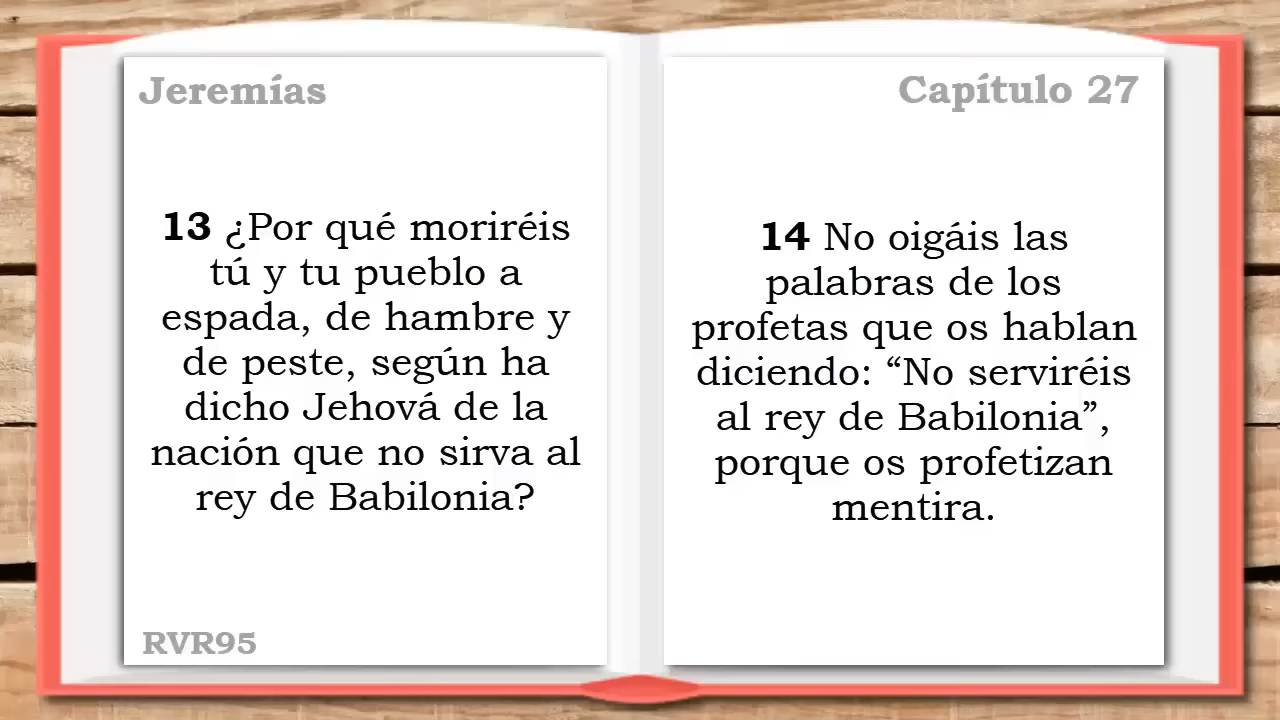 Jeremías
13 ¿Por qué moriréis
tú y tu pueblo a
espada, de hambre y
de peste, según ha
dicho Jehová de la
nación que no sirva al
rey de Babilonia?
RVR95
Capítulo 27
14 No oigáis las
palabras de los
profetas que os hablan
diciendo: “No serviréis
al rey de Babilonia”,
porque os profetizan
mentira.